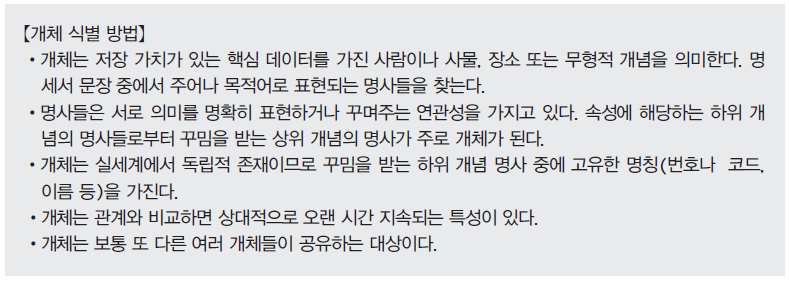 【개체 식별 방법】
• 개체는 저장 가치가 있는 핵심 데이터를 가진 사람이나 사물, 장소 또는 무형적 개념을 의미한다. 명
세서 문장 중에서 주어나 목적어로 표현되는 명사들을 찾는다.
• 명사들은 서로 의미를 명확히 표현하거나 꾸며주는 연관성을 가지고 있다. 속성에 해당하는 하위 개
념의 명사들로부터 꾸밈을 받는 상위 개념의 명사가 주로 개체가 된다.
• 개체는 실세계에서 독립적 존재이므로 꾸밈을 받는 하위 개념 명사 중에 고유한 명칭(번호나 코드,
이름 등)을 가진다.
• 개체는 관계와 비교하면 상대적으로 오랜 시간 지속되는 특성이 있다.
• 개체는 보통 또 다른 여러 개체들이 공유하는 대상이다.